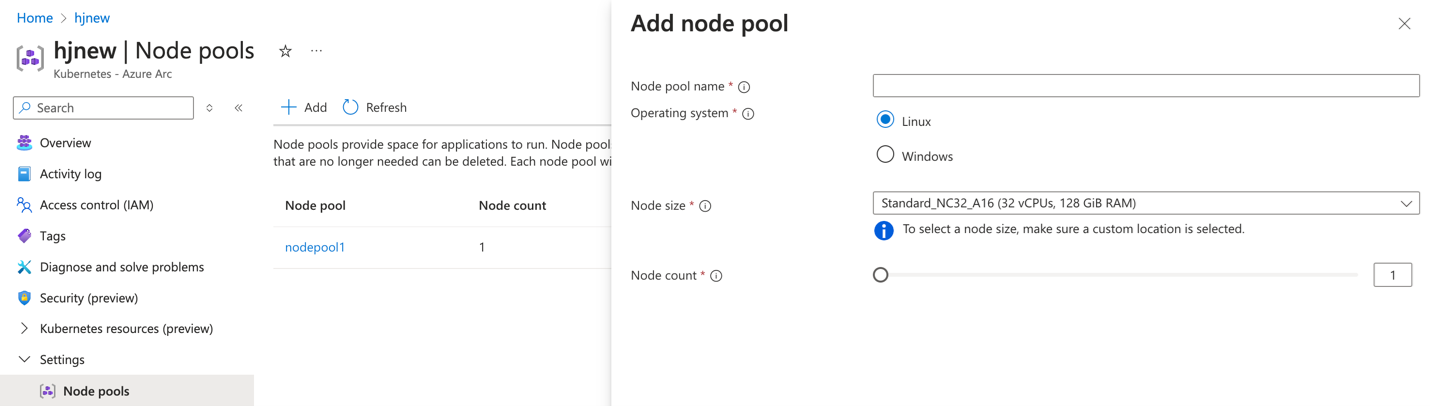 Home > hjnew
hjnew | Node pools
Kubernetes - Azure Arc
Search
Overview
Activity log
Access control (IAM)
Tags
Diagnose and solve problems
Security (preview)
Kubernetes resources (preview)
Settings
Node pools
Add Refresh
Node pools provide space for applications to run. Node pool
that are no longer needed can be deleted. Each node pool wi
Node pool Node count
nodepool1 1
Add node pool
Node pool name *
Operating system *
Linux
Windows
Node size *
Standard_NC32_A16 (32 vCPUs, 128 GiB RAM)
To select a node size, make sure a custom location is selected.
Node count *
1